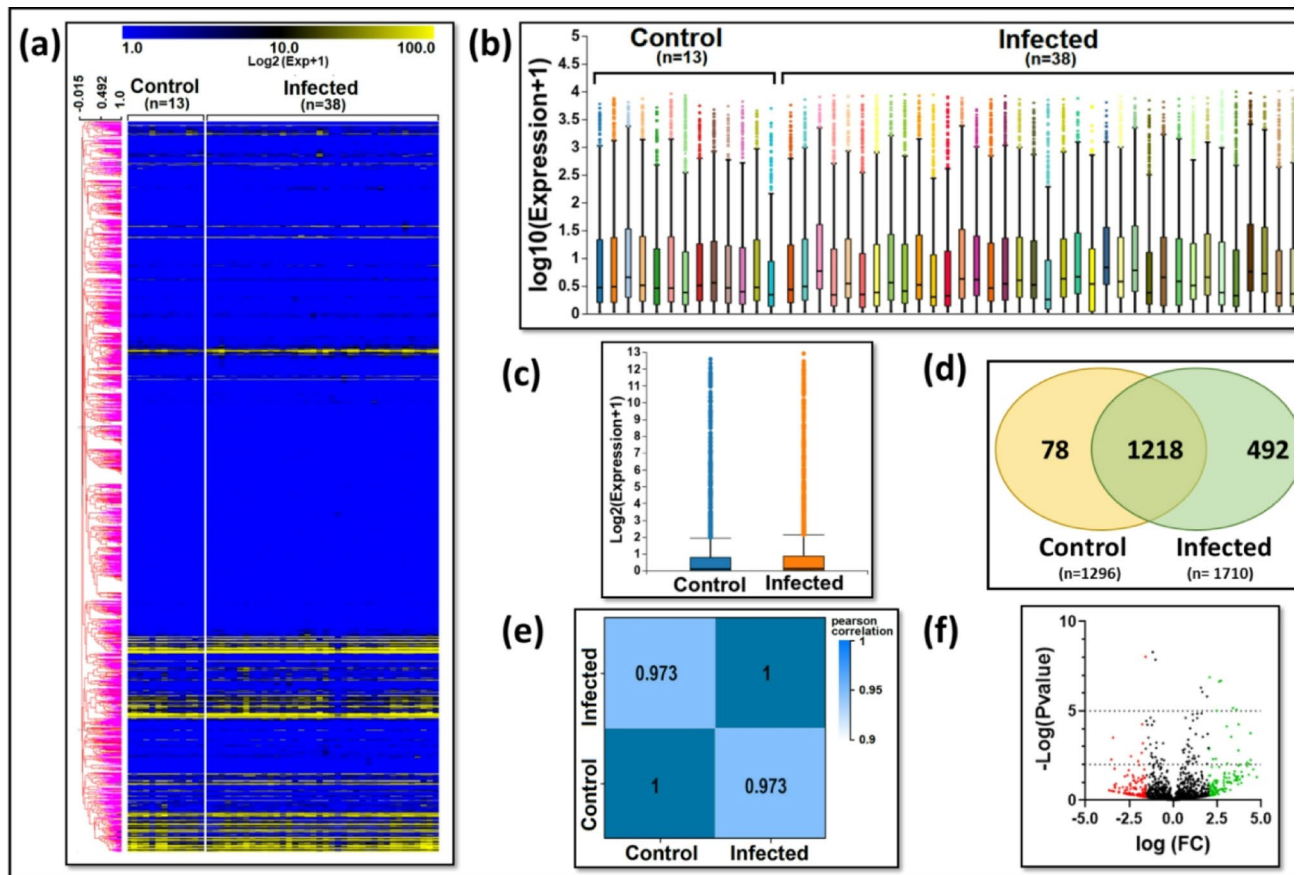 (a)
1.0 10.0 100.0
Log2 (Exp+1)
-0.015 0.492 1.0
Control Infected
(n=13) (n=38)
(b)
Control Infected
(n=13) (n=38)
log10(Expression+1)
5
4.5
4
3.5
3
2.5
2
1.5
1
0.5
0
(c)
Log2(Expression+1)
13
12
11
10
9
8
7
6
5
4
3
2
1
0
Control Infected
(d)
78 1218 492
Control Infected
(n=1296) (n= 1710)
(e)
pearson
correlation
1
0.95
0.9
Infected
Control
0.973 1
1 0.973
Control Infected
(f)
-Log(Pvalue)
10
5
2
0
-5.0 -2.5 0.0 2.5 5.0
log (FC)